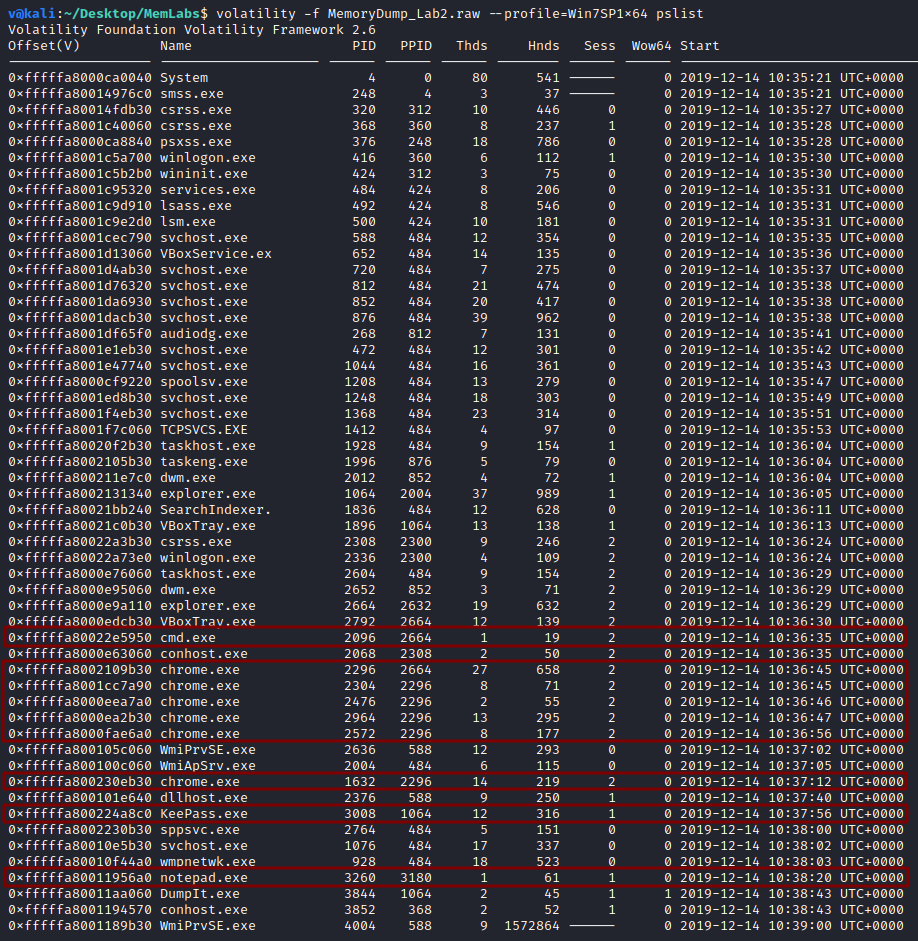 v@kali:~/Desktop/MemLabs$ volatility -f MemoryDump_Lab2.raw --profile=Win7SP1×64 pslist
Volatility Foundation Volatility Framework 2.6
Offset(V) Name PID PPID Thds Hnds Sess Wow64 Start
0×fffffa8000ca0040 System 4 0 80 541 ------ 0 2019-12-14 10:35:21 UTC+0000
0×fffffa80014976c0 smss.exe 248 4 3 37 ------ 0 2019-12-14 10:35:21 UTC+0000
0×fffffa80014fdb30 csrss.exe 320 312 10 446 0 0 2019-12-14 10:35:27 UTC+0000
0×fffffa8001c40060 csrss.exe 368 360 8 237 1 0 2019-12-14 10:35:28 UTC+0000
0×fffffa8000ca8840 psxss.exe 376 248 18 786 0 0 2019-12-14 10:35:28 UTC+0000
0×fffffa8001c5a700 winlogon.exe 416 360 6 112 1 0 2019-12-14 10:35:30 UTC+0000
0×fffffa8001c5b2b0 wininit.exe 424 312 3 75 0 0 2019-12-14 10:35:30 UTC+0000
0×fffffa8001c95320 services.exe 484 424 8 206 0 0 2019-12-14 10:35:31 UTC+0000
0×fffffa8001c9d910 lsass.exe 492 424 8 546 0 0 2019-12-14 10:35:31 UTC+0000
0×fffffa8001c9e2d0 lsm.exe 500 424 10 181 0 0 2019-12-14 10:35:31 UTC+0000
0×fffffa8001cec790 svchost.exe 588 484 12 354 0 0 2019-12-14 10:35:35 UTC+0000
0×fffffa8001d13060 VBoxService.ex 652 484 14 135 0 0 2019-12-14 10:35:36 UTC+0000
0×fffffa8001d4ab30 svchost.exe 720 484 7 275 0 0 2019-12-14 10:35:37 UTC+0000
0×fffffa8001d76320 svchost.exe 812 484 21 474 0 0 2019-12-14 10:35:38 UTC+0000
0×fffffa8001da6930 svchost.exe 852 484 20 417 0 0 2019-12-14 10:35:38 UTC+0000
0×fffffa8001dacb30 svchost.exe 876 484 39 962 0 0 2019-12-14 10:35:38 UTC+0000
0×fffffa8001df65f0 audiodg.exe 268 812 7 131 0 0 2019-12-14 10:35:41 UTC+0000
0×fffffa8001e1eb30 svchost.exe 472 484 12 301 0 0 2019-12-14 10:35:42 UTC+0000
0×fffffa8001e47740 svchost.exe 1044 484 16 361 0 0 2019-12-14 10:35:43 UTC+0000
0×fffffa8000cf9220 spoolsv.exe 1208 484 13 279 0 0 2019-12-14 10:35:47 UTC+0000
0×fffffa8001ed8b30 svchost.exe 1248 484 18 303 0 0 2019-12-14 10:35:49 UTC+0000
0×fffffa8001f4eb30 svchost.exe 1368 484 23 314 0 0 2019-12-14 10:35:51 UTC+0000
0×fffffa8001f7c060 TCPSVCS.EXE 1412 484 4 97 0 0 2019-12-14 10:35:53 UTC+0000
0×fffffa80020f2b30 taskhost.exe 1928 484 9 154 1 0 2019-12-14 10:36:04 UTC+0000
0×fffffa8002105b30 taskeng.exe 1996 876 5 79 0 0 2019-12-14 10:36:04 UTC+0000
0×fffffa800211e7c0 dwm.exe 2012 852 4 72 1 0 2019-12-14 10:36:04 UTC+0000
0×fffffa8002131340 explorer.exe 1064 2004 37 989 1 0 2019-12-14 10:36:05 UTC+0000
0×fffffa80021bb240 SearchIndexer. 1836 484 12 628 0 0 2019-12-14 10:36:11 UTC+0000
0×fffffa80021c0b30 VBoxTray.exe 1896 1064 13 138 1 0 2019-12-14 10:36:13 UTC+0000
0×fffffa80022a3b30 csrss.exe 2308 2300 9 246 2 0 2019-12-14 10:36:24 UTC+0000
0×fffffa80022a73e0 winlogon.exe 2336 2300 4 109 2 0 2019-12-14 10:36:24 UTC+0000
0×fffffa8000e76060 taskhost.exe 2604 484 9 154 2 0 2019-12-14 10:36:29 UTC+0000
0×fffffa8000e95060 dwm.exe 2652 852 3 71 2 0 2019-12-14 10:36:29 UTC+0000
0×fffffa8000e9a110 explorer.exe 2664 2632 19 632 2 0 2019-12-14 10:36:29 UTC+0000
0×fffffa8000edcb30 VBoxTray.exe 2792 2664 12 139 2 0 2019-12-14 10:36:30 UTC+0000
0×fffffa80022e5950 cmd.exe 2096 2664 1 19 2 0 2019-12-14 10:36:35 UTC+0000
0×fffffa8000e63060 conhost.exe 2068 2308 2 50 2 0 2019-12-14 10:36:35 UTC+0000
0×fffffa8002109b30 chrome.exe 2296 2664 27 658 2 0 2019-12-14 10:36:45 UTC+0000
0×fffffa8001cc7a90 chrome.exe 2304 2296 8 71 2 0 2019-12-14 10:36:45 UTC+0000
0×fffffa8000eea7a0 chrome.exe 2476 2296 2 55 2 0 2019-12-14 10:36:46 UTC+0000
0×fffffa8000ea2b30 chrome.exe 2964 2296 13 295 2 0 2019-12-14 10:36:47 UTC+0000
0×fffffa8000fae6a0 chrome.exe 2572 2296 8 177 2 0 2019-12-14 10:36:56 UTC+0000
0×fffffa800105c060 WmiPrvSE.exe 2636 588 12 293 0 0 2019-12-14 10:37:02 UTC+0000
0×fffffa800100c060 WmiApSrv.exe 2004 484 6 115 0 0 2019-12-14 10:37:05 UTC+0000
0×fffffa800230eb30 chrome.exe 1632 2296 14 219 2 0 2019-12-14 10:37:12 UTC+0000
0×fffffa800101e640 dllhost.exe 2376 588 9 250 1 0 2019-12-14 10:37:40 UTC+0000
0×fffffa800224a8c0 KeePass.exe 3008 1064 12 316 1 0 2019-12-14 10:37:56 UTC+0000
0×fffffa8002230b30 sppsvc.exe 2764 484 5 151 0 0 2019-12-14 10:38:00 UTC+0000
0×fffffa80010e5b30 svchost.exe 1076 484 17 337 0 0 2019-12-14 10:38:02 UTC+0000
0×fffffa80010f44a0 wmpnetwk.exe 928 484 18 523 0 0 2019-12-14 10:38:03 UTC+0000
0×fffffa80011956a0 notepad.exe 3260 3180 1 61 1 0 2019-12-14 10:38:20 UTC+0000
0×fffffa80011aa060 DumpIt.exe 3844 1064 2 45 1 1 2019-12-14 10:38:43 UTC+0000
0×fffffa8001194570 conhost.exe 3852 368 2 52 1 0 2019-12-14 10:38:43 UTC+0000
0×fffffa8001189b30 WmiPrvSE.exe 4004 588 9 1572864 ------ 0 2019-12-14 10:39:00 UTC+0000